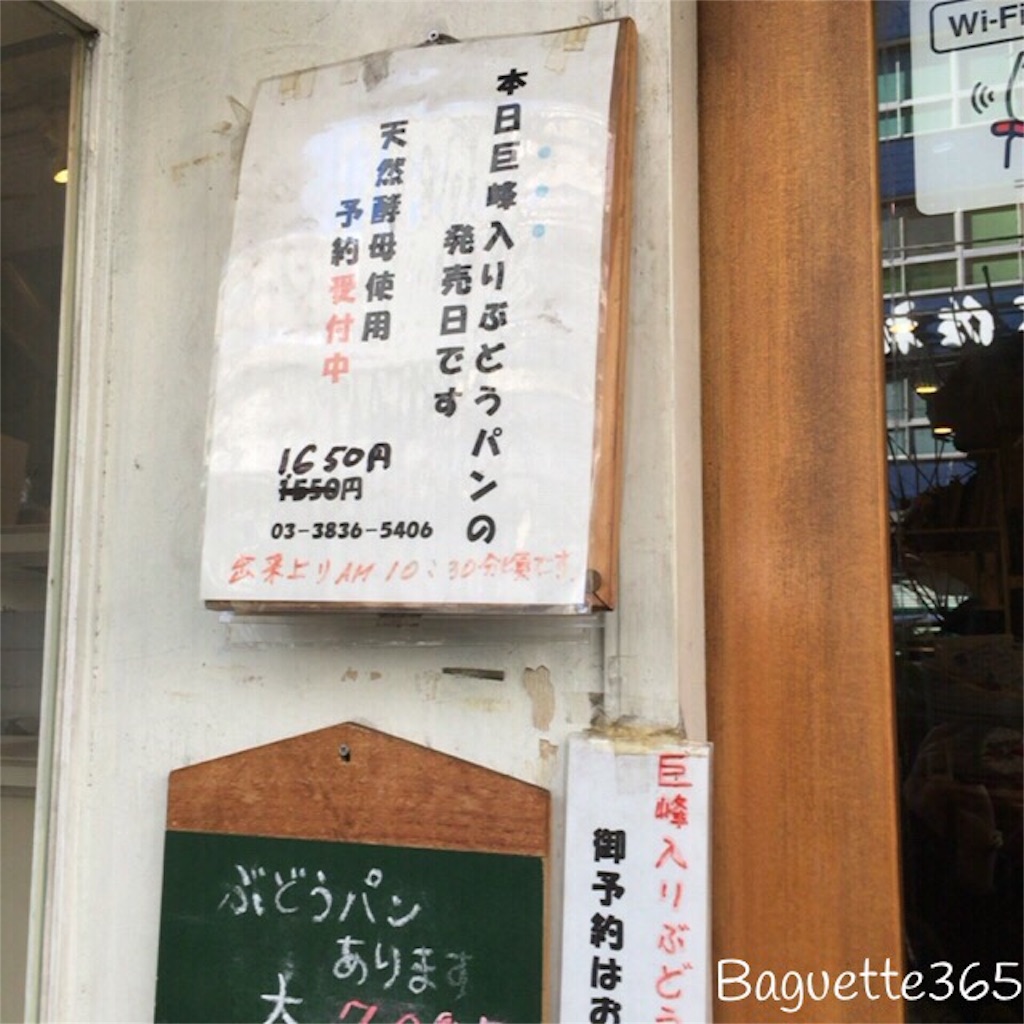 本日巨峰入りぶどうパンの
発売日です
天然酵母使用
予約受付中
1650円
1550円
03-3836-5406
出来上りAM 10:30分頃です
ぶどうパン
あります
大
巨峰入りぶどう
御予約はお
Wi-Fi
Baguette365